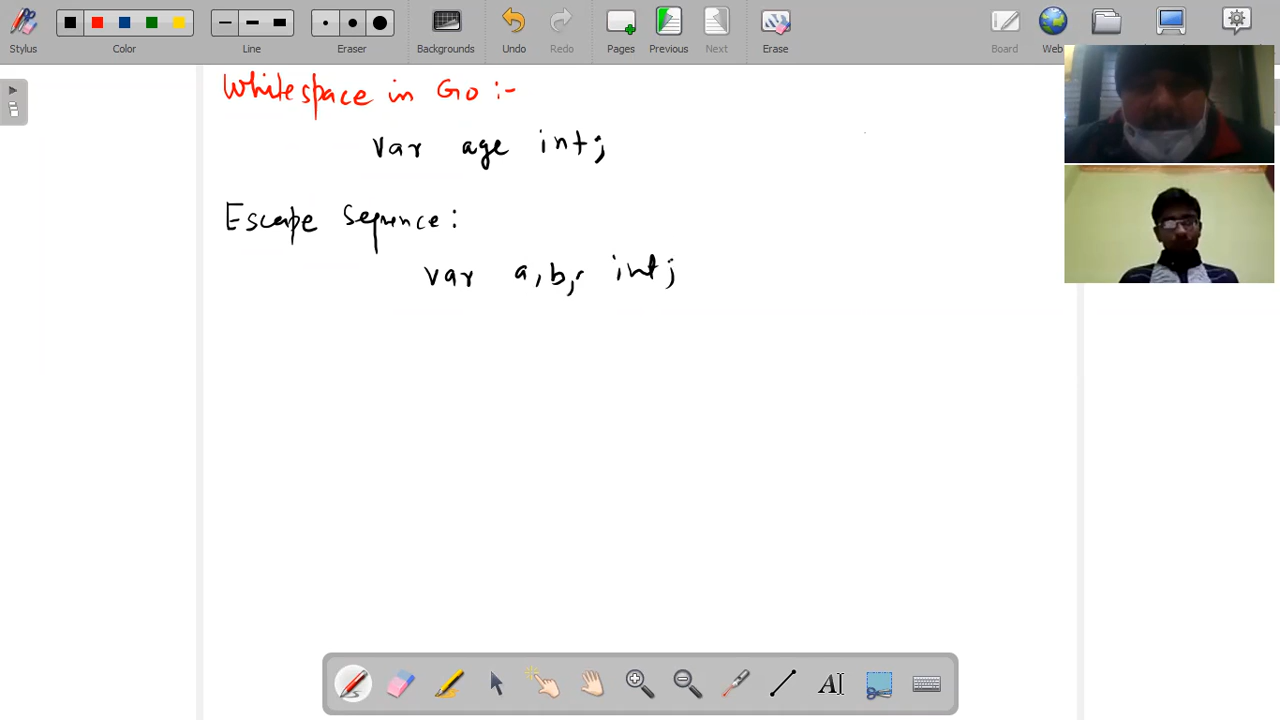 Stylus Color Line Eraser Backgrounds Undo Redo Pages Previous Next Erase Board Web
Whitespace in Go :-
var age int;
Escape Sequence:
var a,b, int;